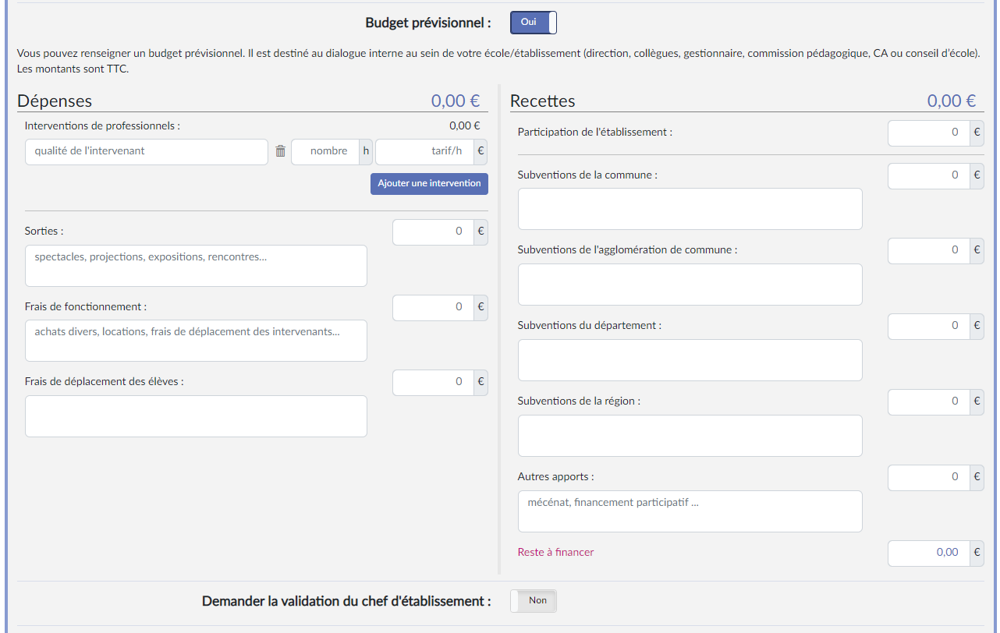 Budget prévisionnel : Oui
Vous pouvez renseigner un budget prévisionnel. Il est destiné au dialogue interne au sein de votre école/établissement (direction, collègues, gestionnaire, commission pédagogique, CA ou conseil d'école).
Les montants sont TTC.
Dépenses 0,00 €
Interventions de professionnels : 0,00 €
qualité de l'intervenant nombre h tarif/h €
Ajouter une intervention
Sorties : 0 €
spectacles, projections, expositions, rencontres...
Frais de fonctionnement : 0 €
achats divers, locations, frais de déplacement des intervenants...
Frais de déplacement des élèves : 0 €
Recettes 0,00 €
Participation de l'établissement : 0 €
Subventions de la commune : 0 €
Subventions de l'agglomération de commune : 0 €
Subventions du département : 0 €
Subventions de la région : 0 €
Autres apports : 0 €
mécénat, financement participatif ...
Reste à financer 0,00 €
Demander la validation du chef d'établissement : Non